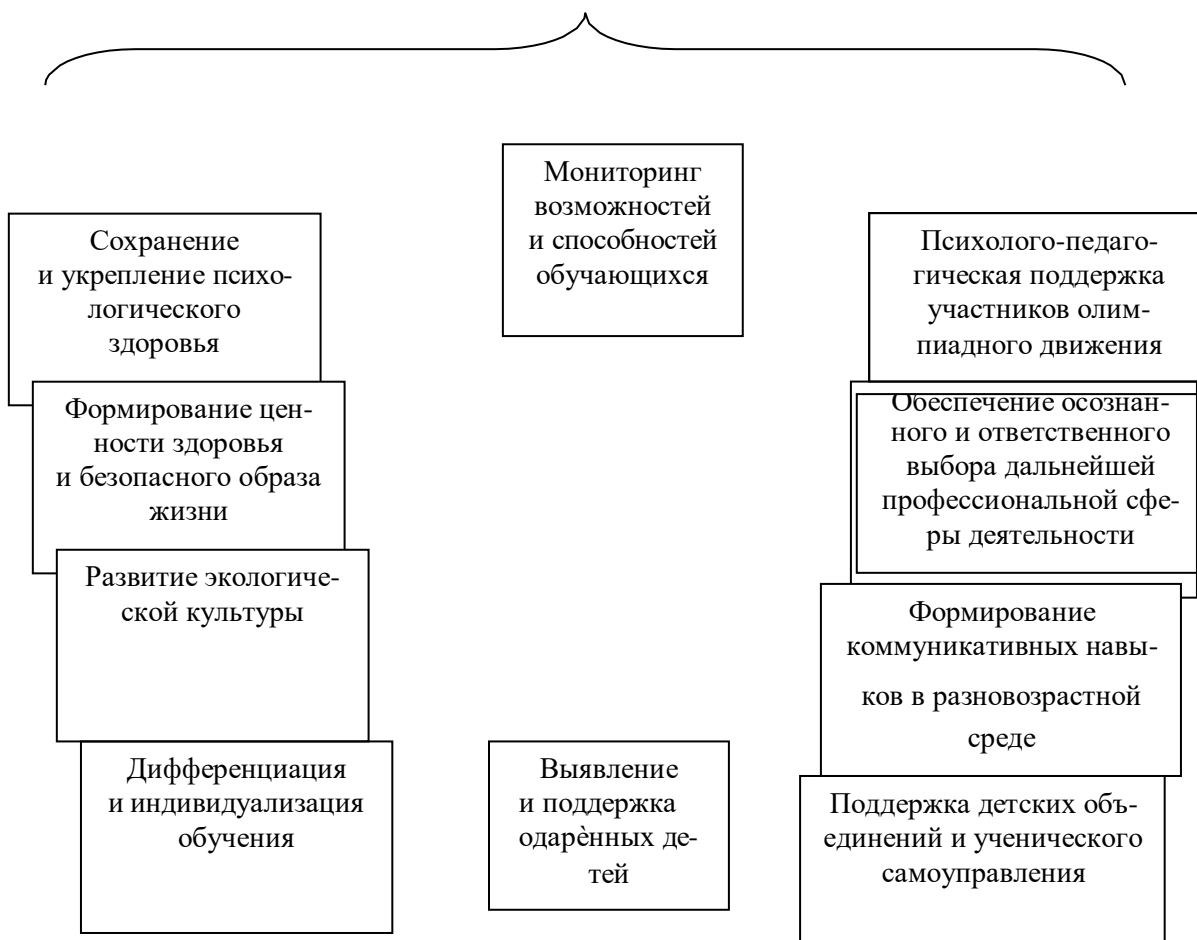 Мониторинг
возможностей
и способностей
обучающихся
Сохранение
и укрепление психо-
логического
здоровья
Психолого-педаго-
гическая поддержка
участников олим-
пиадного движения
Формирование цен-
ности здоровья
и безопасного образа
жизни
Обеспечение осознан-
ного и ответственного
выбора дальнейшей
профессиональной сфе-
ры деятельности
Развитие экологиче-
ской культуры
Формирование
коммуникативных навы-
ков в разновозрастной
среде
Дифференциация
и индивидуализация
обучения
Выявление
и поддержка
одарѐнных де-
тей
Поддержка детских объ-
единений и ученического
самоуправления